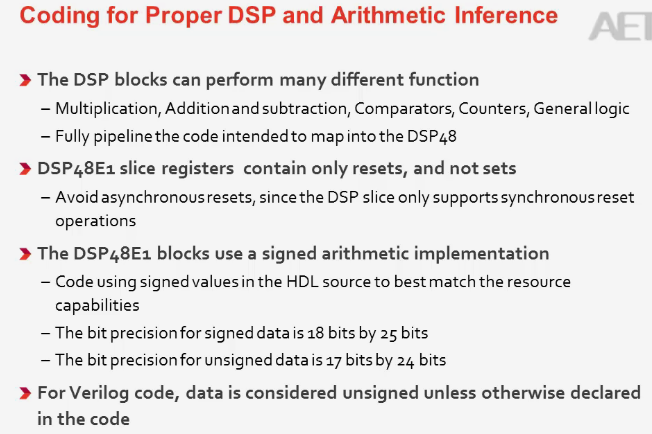 Coding for Proper DSP and Arithmetic Inference
AET
The DSP blocks can perform many different function
– Multiplication, Addition and subtraction, Comparators, Counters, General logic
– Fully pipeline the code intended to map into the DSP48
DSP48E1 slice registers contain only resets, and not sets
– Avoid asynchronous resets, since the DSP slice only supports synchronous reset
operations
The DSP48E1 blocks use a signed arithmetic implementation
– Code using signed values in the HDL source to best match the resource
capabilities
– The bit precision for signed data is 18 bits by 25 bits
– The bit precision for unsigned data is 17 bits by 24 bits
For Verilog code, data is considered unsigned unless otherwise declared
in the code